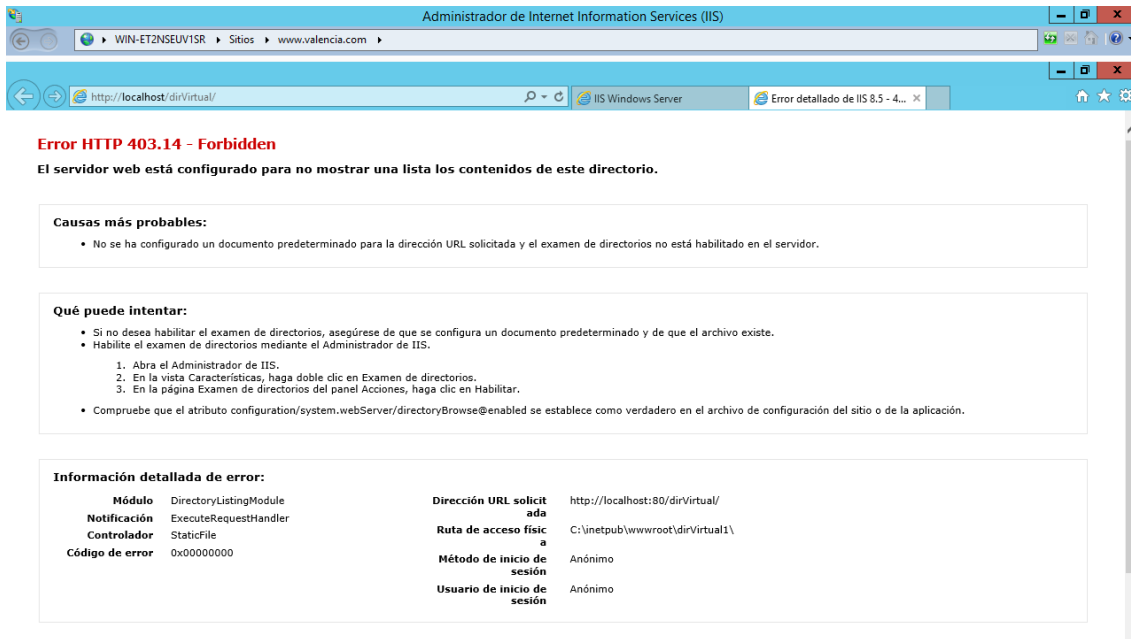 Administrador de Internet Information Services (IIS)
WIN-ET2NSEUV1SR Sitios www.valencia.com
http://localhost/dirVirtual/
IIS Windows Server
Error detallado de IIS 8.5 - 4...
Error HTTP 403.14 - Forbidden
El servidor web está configurado para no mostrar una lista los contenidos de este directorio.
Causas más probables:
• No se ha configurado un documento predeterminado para la dirección URL solicitada y el examen de directorios no está habilitado en el servidor.
Qué puede intentar:
• Si no desea habilitar el examen de directorios, asegúrese de que se configura un documento predeterminado y de que el archivo existe.
• Habilite el examen de directorios mediante el Administrador de IIS.
1. Abra el Administrador de IIS.
2. En la vista Características, haga doble clic en Examen de directorios.
3. En la página Examen de directorios del panel Acciones, haga clic en Habilitar.
• Compruebe que el atributo configuration/system.webServer/directoryBrowse@enabled se establece como verdadero en el archivo de configuración del sitio o de la aplicación.
Información detallada de error:
Módulo DirectoryListingModule
Notificación ExecuteRequestHandler
Controlador StaticFile
Código de error 0x00000000
Dirección URL solicit
ada
http://localhost:80/dirVirtual/
Ruta de acceso físic
a
C:\inetpub\wwwroot\dirVirtual1\
Método de inicio de
sesión
Anónimo
Usuario de inicio de
sesión
Anónimo